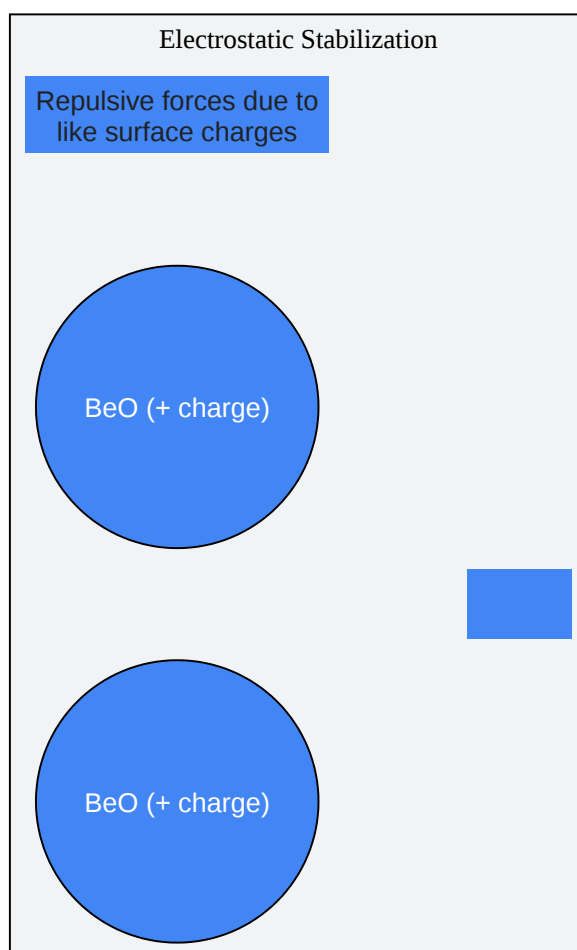 Electrostatic Stabilization
Repulsive forces due to
like surface charges
BeO (+ charge)
BeO (+ charge)